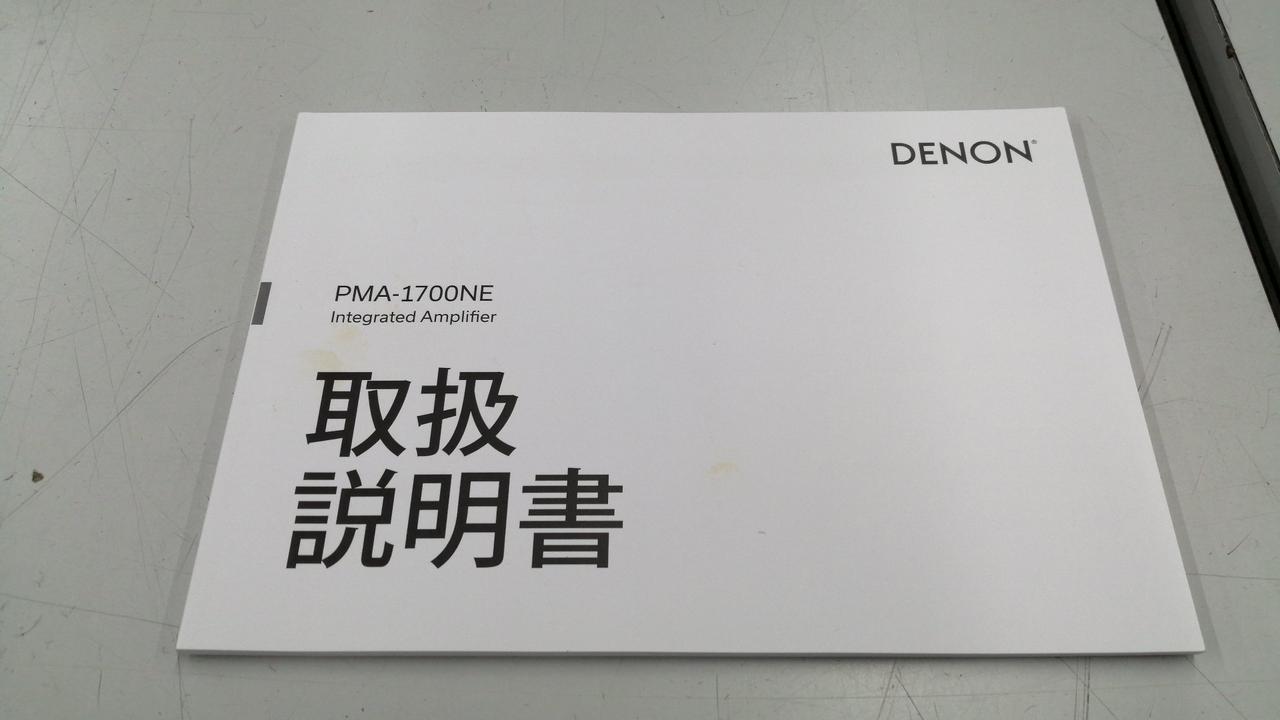 DENON®
PMA-1700NE
Integrated Amplifier
取扱
説明書